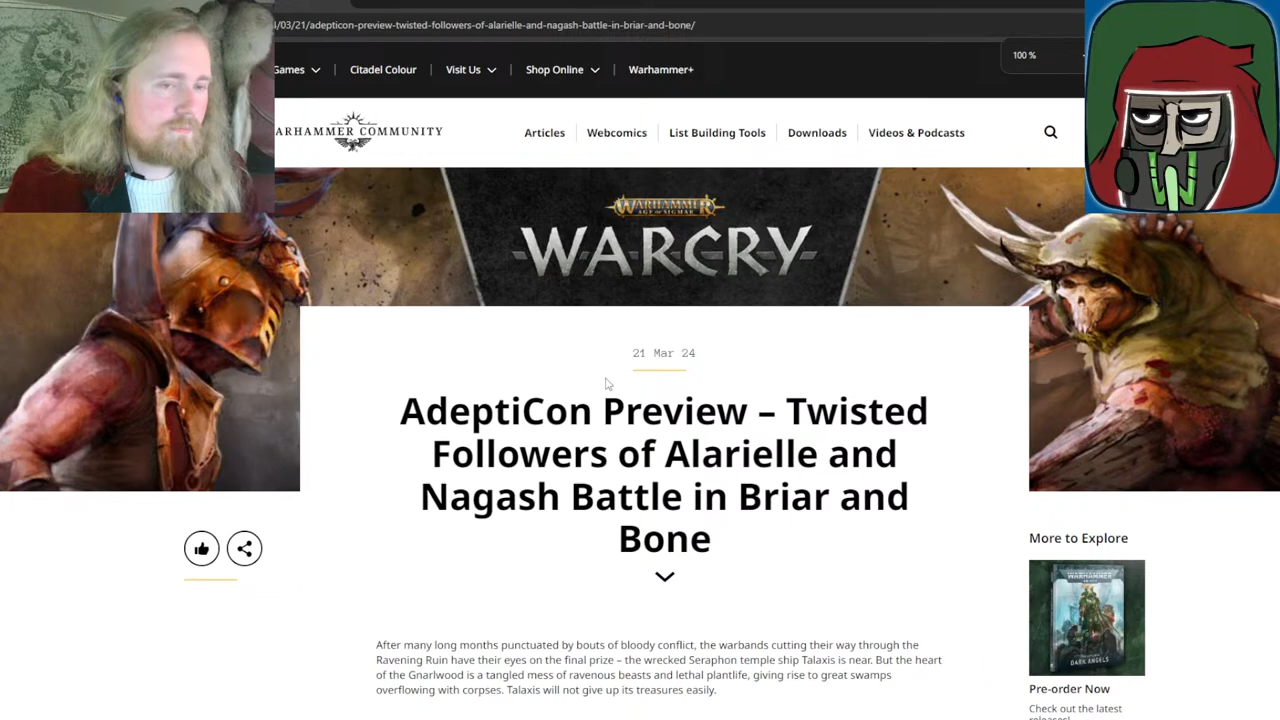 /03/21/adepticon-preview-twisted-followers-of-alarielle-and-nagash-battle-in-briar-and-bone/
100 %
Games
Citadel Colour
Visit Us
Shop Online
Warhammer+
ARHAMMER COMMUNITY
Articles
Webcomics
List Building Tools
Downloads
Videos & Podcasts
WARHAMMER
AGE OF SIGMAR
WARCRY
W
21 Mar 24
AdeptiCon Preview – Twisted
Followers of Alarielle and
Nagash Battle in Briar and
Bone
More to Explore
WARHAMMER
DARK ANGELS
Pre-order Now
Check out the latest
releases!
After many long months punctuated by bouts of bloody conflict, the warbands cutting their way through the
Ravening Ruin have their eyes on the final prize – the wrecked Seraphon temple ship Talaxis is near. But the heart
of the Gnarlwood is a tangled mess of ravenous beasts and lethal plantlife, giving rise to great swamps
overflowing with corpses. Talaxis will not give up its treasures easily.